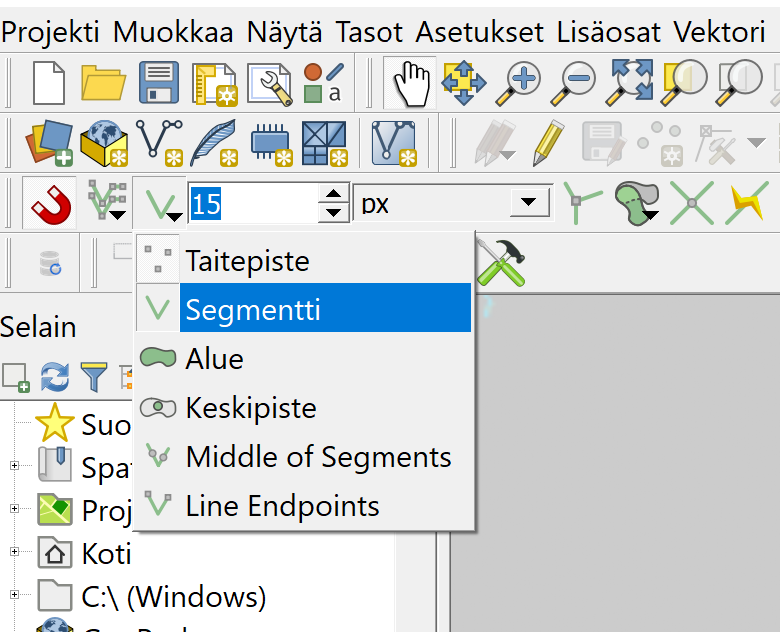 Projekti Muokkaa Näytä Tasot Asetukset Lisäosat Vektori
a
15 px
Taitepiste
Segmentti
Alue
Keskipiste
Middle of Segments
Line Endpoints
Selain
Suo
Spa
Proj
Koti
C:\ (Windows)